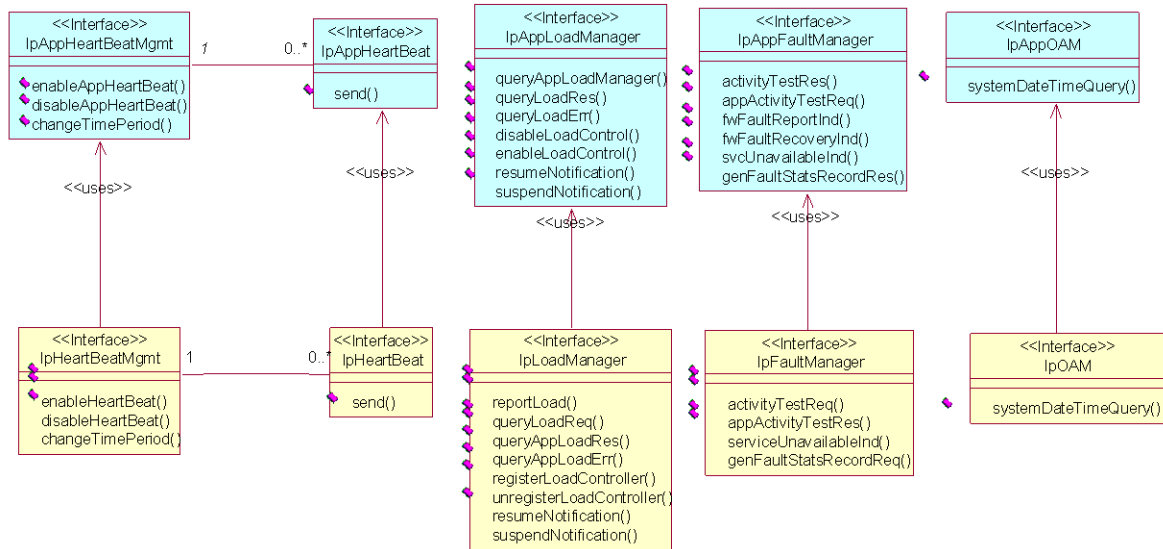 <<Interface>>
IpAppHeartBeatMgmt
enableAppHeartBeat()
disableAppHeartBeat()
changeTimePeriod()
1
0..*
<<Interface>>
IpAppHeartBeat
send()
<<Interface>>
IpAppLoadManager
queryAppLoadManager()
queryLoadRes()
queryLoadErr()
disableLoadControl()
enableLoadControl()
resumeNotification()
suspendNotification()
<<Interface>>
IpAppFaultManager
activityTestRes()
appActivityTestReq()
fwFaultReportInd()
fwFaultRecoveryInd()
svcUnavailableInd()
genFaultStatsRecordRes()
<<Interface>>
IpAppOAM
systemDateTimeQuery()
<<uses>>
<<uses>>
<<uses>>
<<uses>>
<<uses>>
<<Interface>>
IpHeartBeatMgmt
enableHeartBeat()
disableHeartBeat()
changeTimePeriod()
1
0..*
<<Interface>>
IpHeartBeat
send()
<<Interface>>
IpLoadManager
reportLoad()
queryLoadReq()
queryAppLoadRes()
queryAppLoadErr()
registerLoadController()
unregisterLoadController()
resumeNotification()
suspendNotification()
<<Interface>>
IpFaultManager
activityTestReq()
appActivityTestRes()
serviceUnavailableInd()
genFaultStatsRecordReq()
<<Interface>>
IpOAM
systemDateTimeQuery()